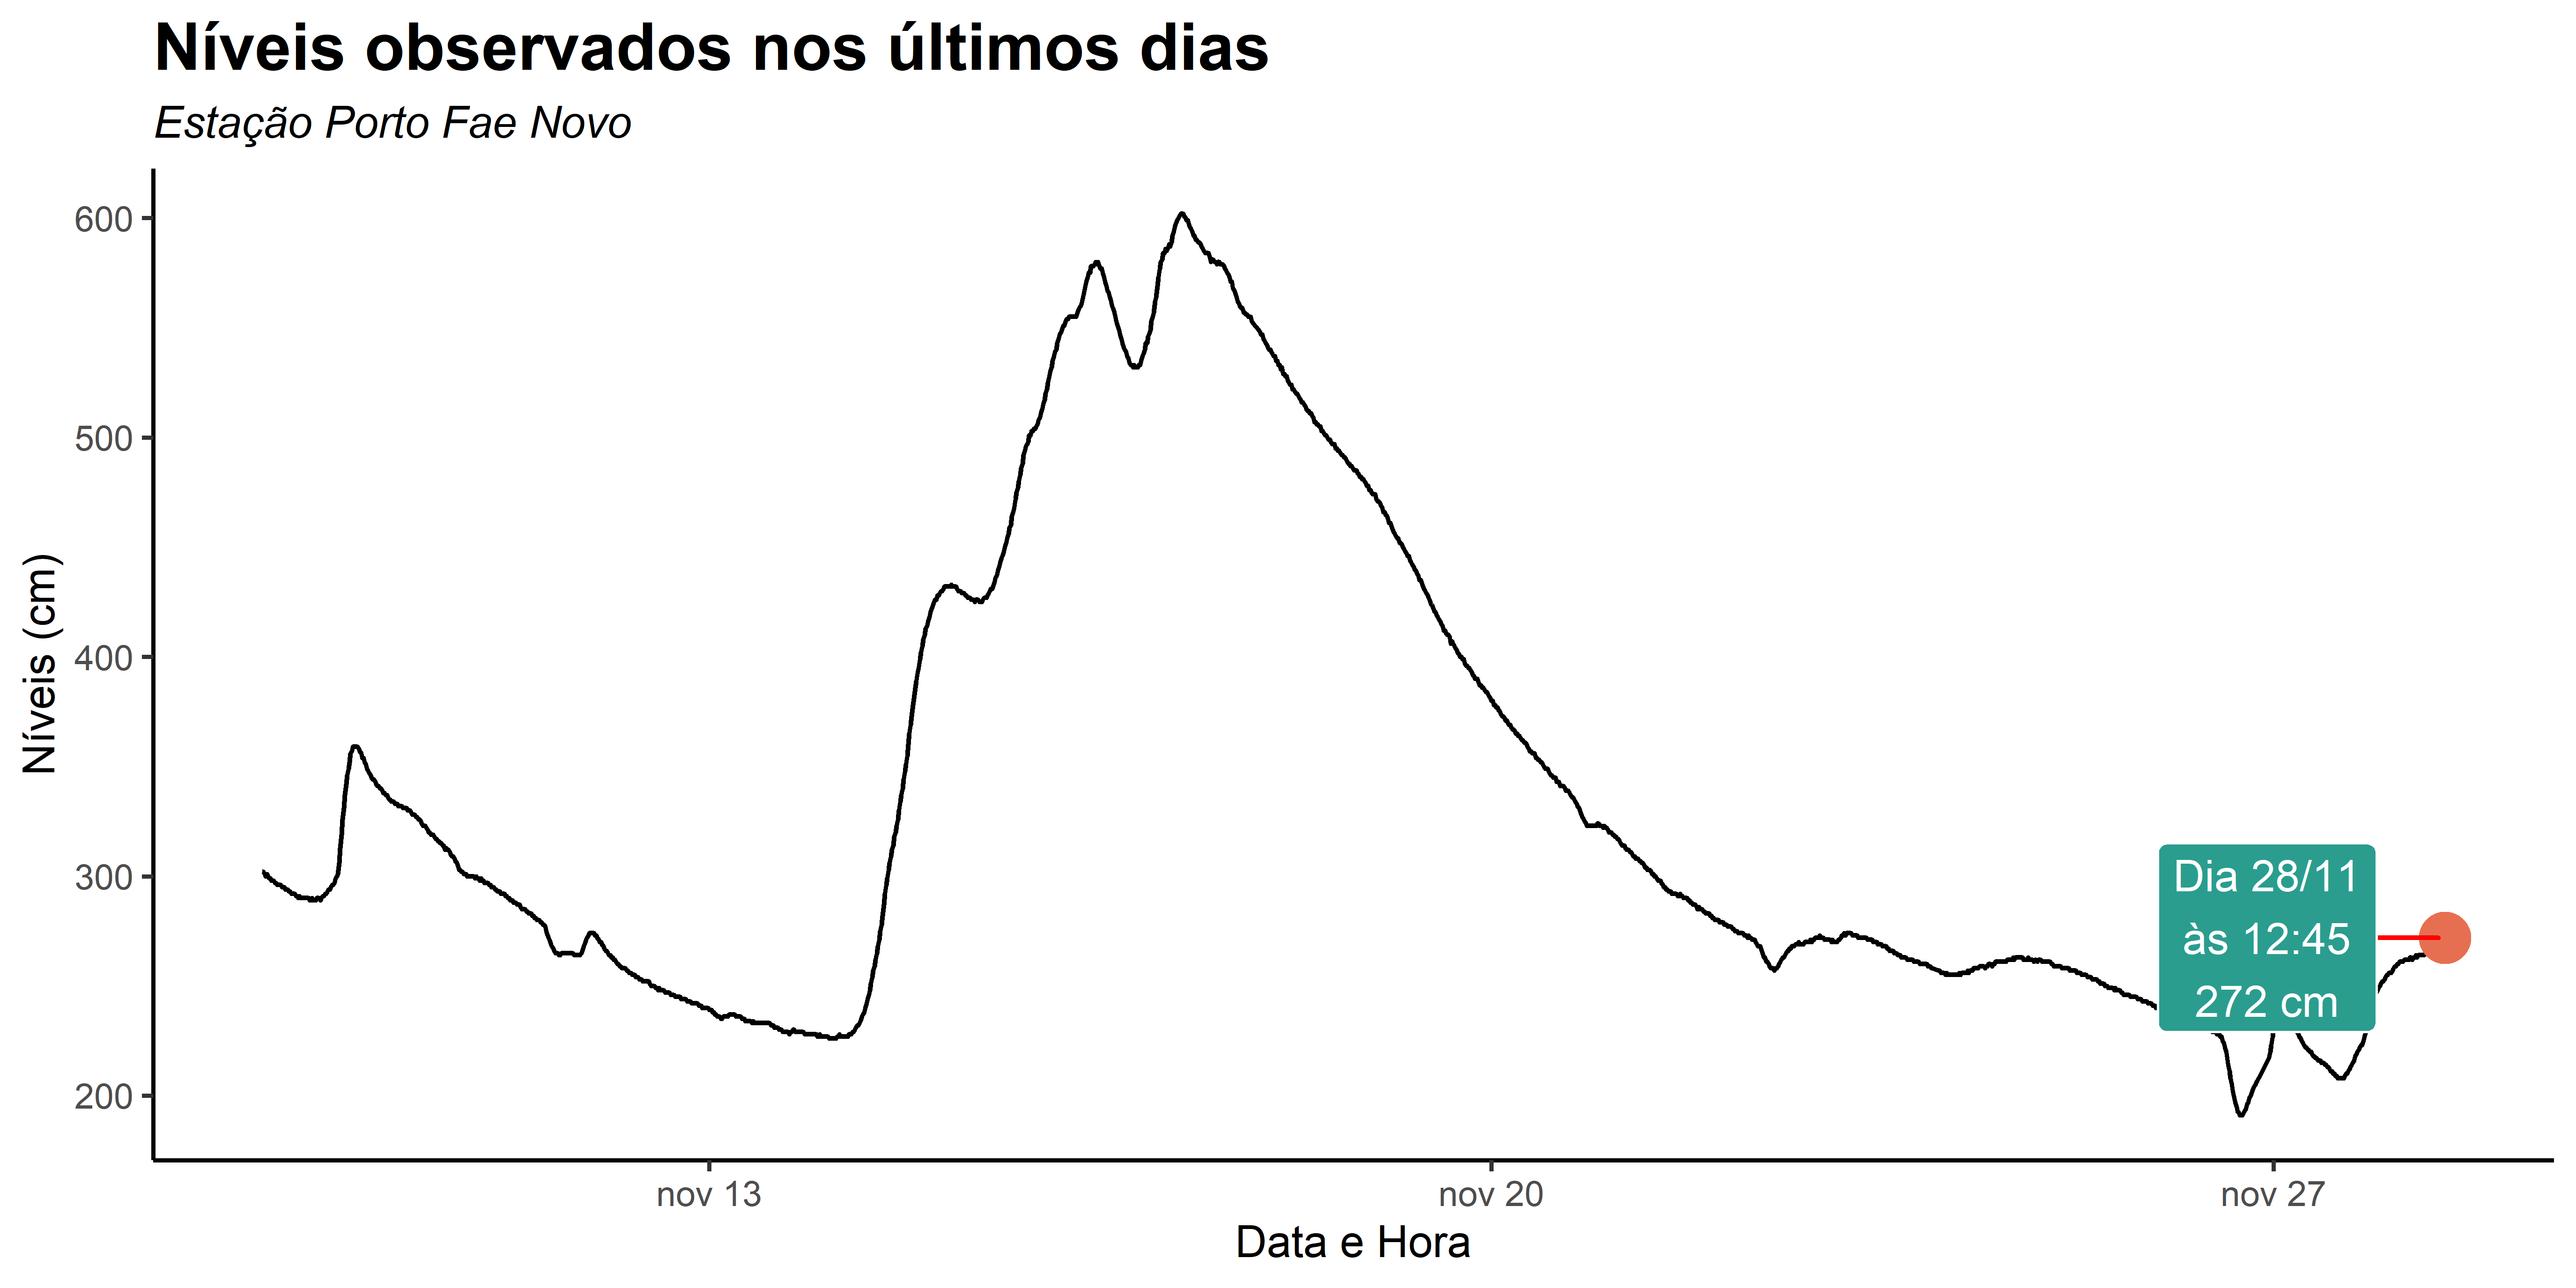 Níveis observados nos últimos dias
Estação Porto Fae Novo
Níveis (cm)
600
500
400
300
200
Dia 28/11
às 12:45
272 cm
nov 13
nov 20
nov 27
Data e Hora